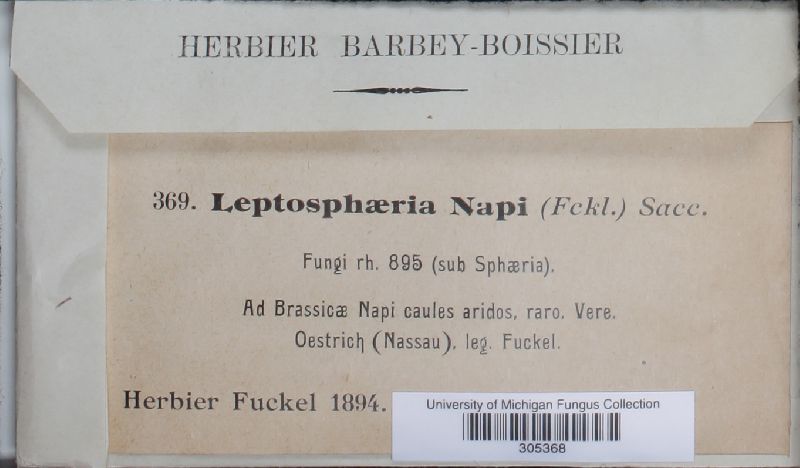 HERBIER BARBEY-BOISSIER
369. Leptosphæria Napi (Fckl.) Sacc.
Fungi rh. 895 (sub Sphæria).
Ad Brassicæ Napi caules aridos, raro. Vere.
Oestrich (Nassau). leg. Fuckel.
Herbier Fuckel 1894.
University of Michigan Fungus Collection
305368